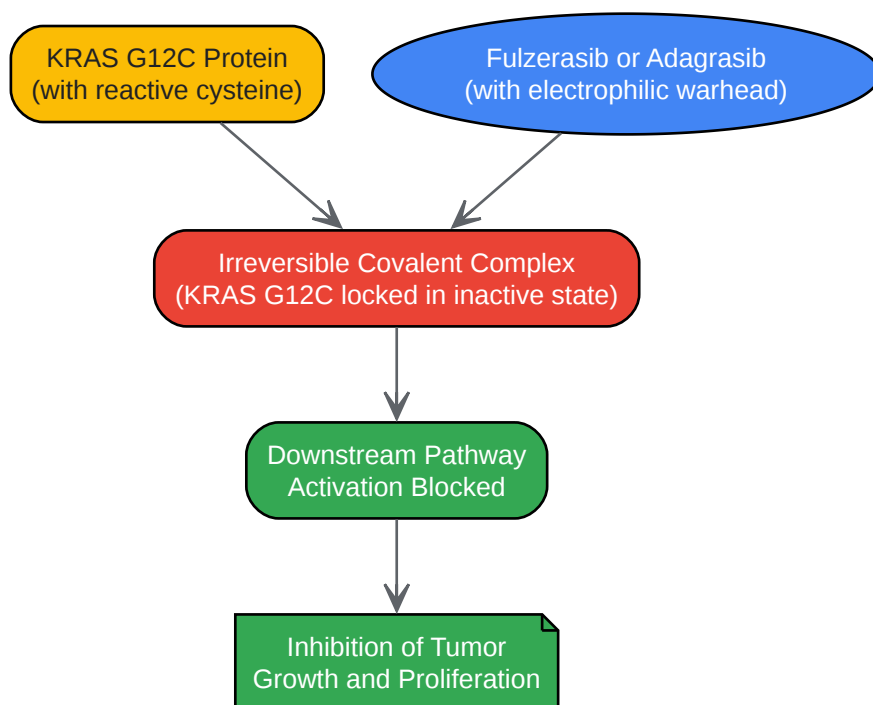 KRAS G12C Protein
(with reactive cysteine)
Fulzerasib or Adagrasib
(with electrophilic warhead)
Irreversible Covalent Complex
(KRAS G12C locked in inactive state)
Downstream Pathway
Activation Blocked
Inhibition of Tumor
Growth and Proliferation